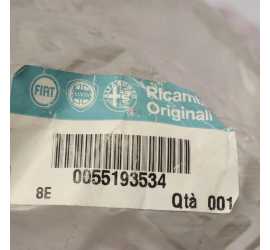 FIAT
Ricambi
Originali
0055193534
8E
Qtà 001